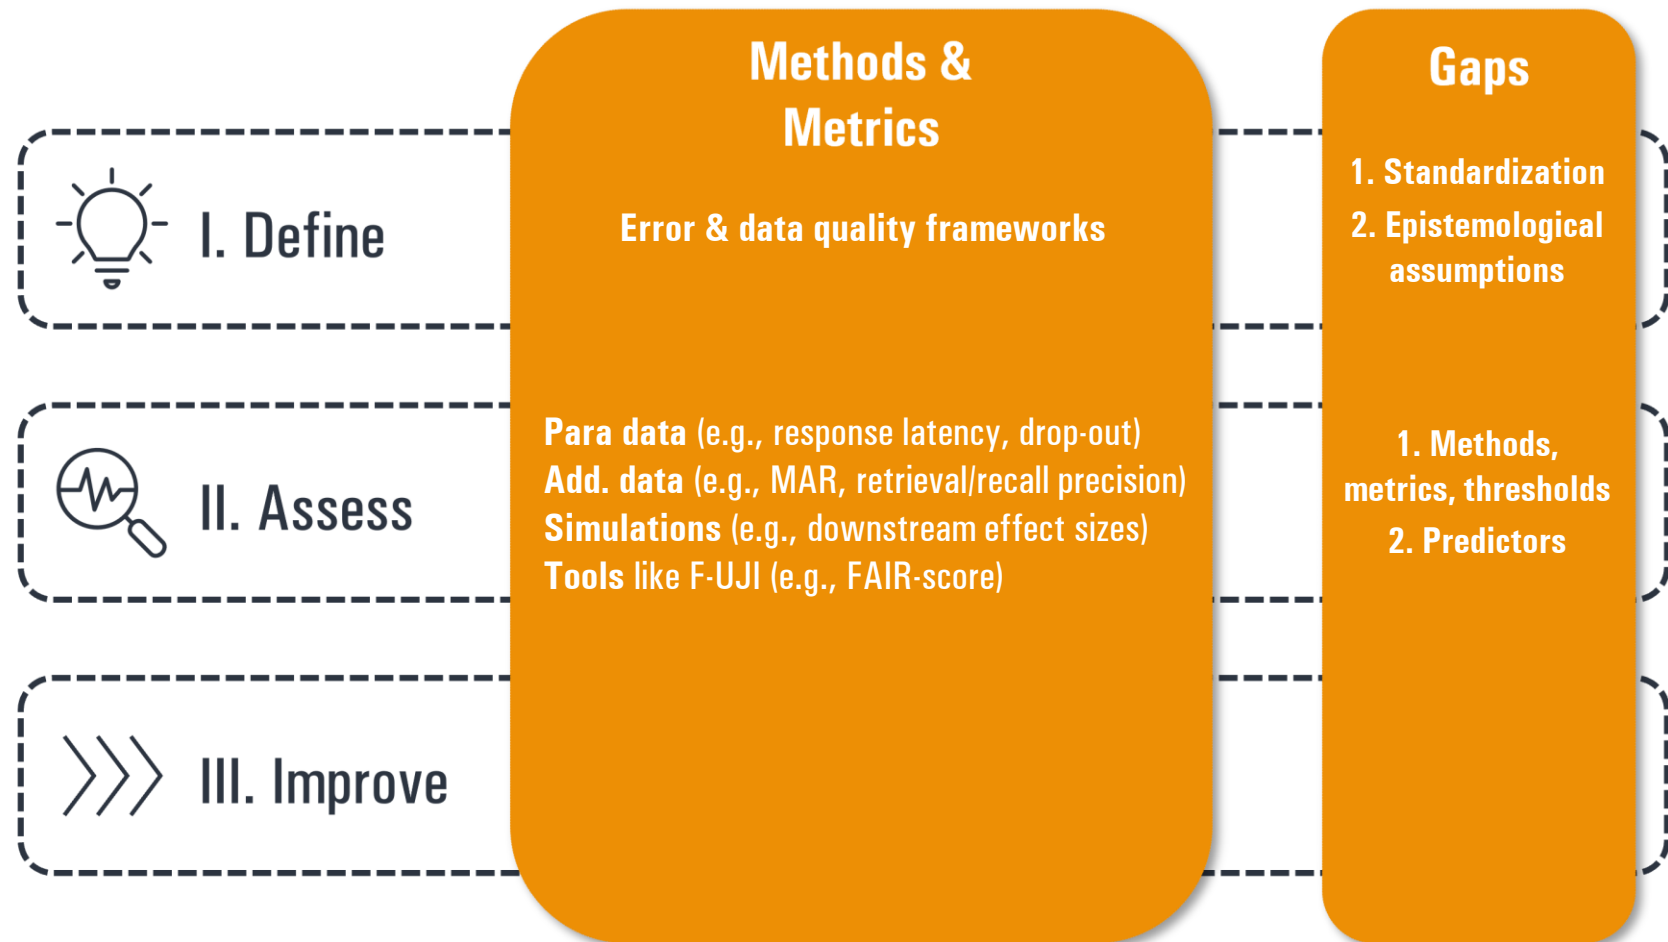 Methods &
Metrics
Gaps
I. Define
Error & data quality frameworks
1. Standardization
2. Epistemological
assumptions
II. Assess
Para data (e.g., response latency, drop-out)
Add. data (e.g., MAR, retrieval/recall precision)
Simulations (e.g., downstream effect sizes)
Tools like F-UJI (e.g., FAIR-score)
1. Methods,
metrics, thresholds
2. Predictors
III. Improve